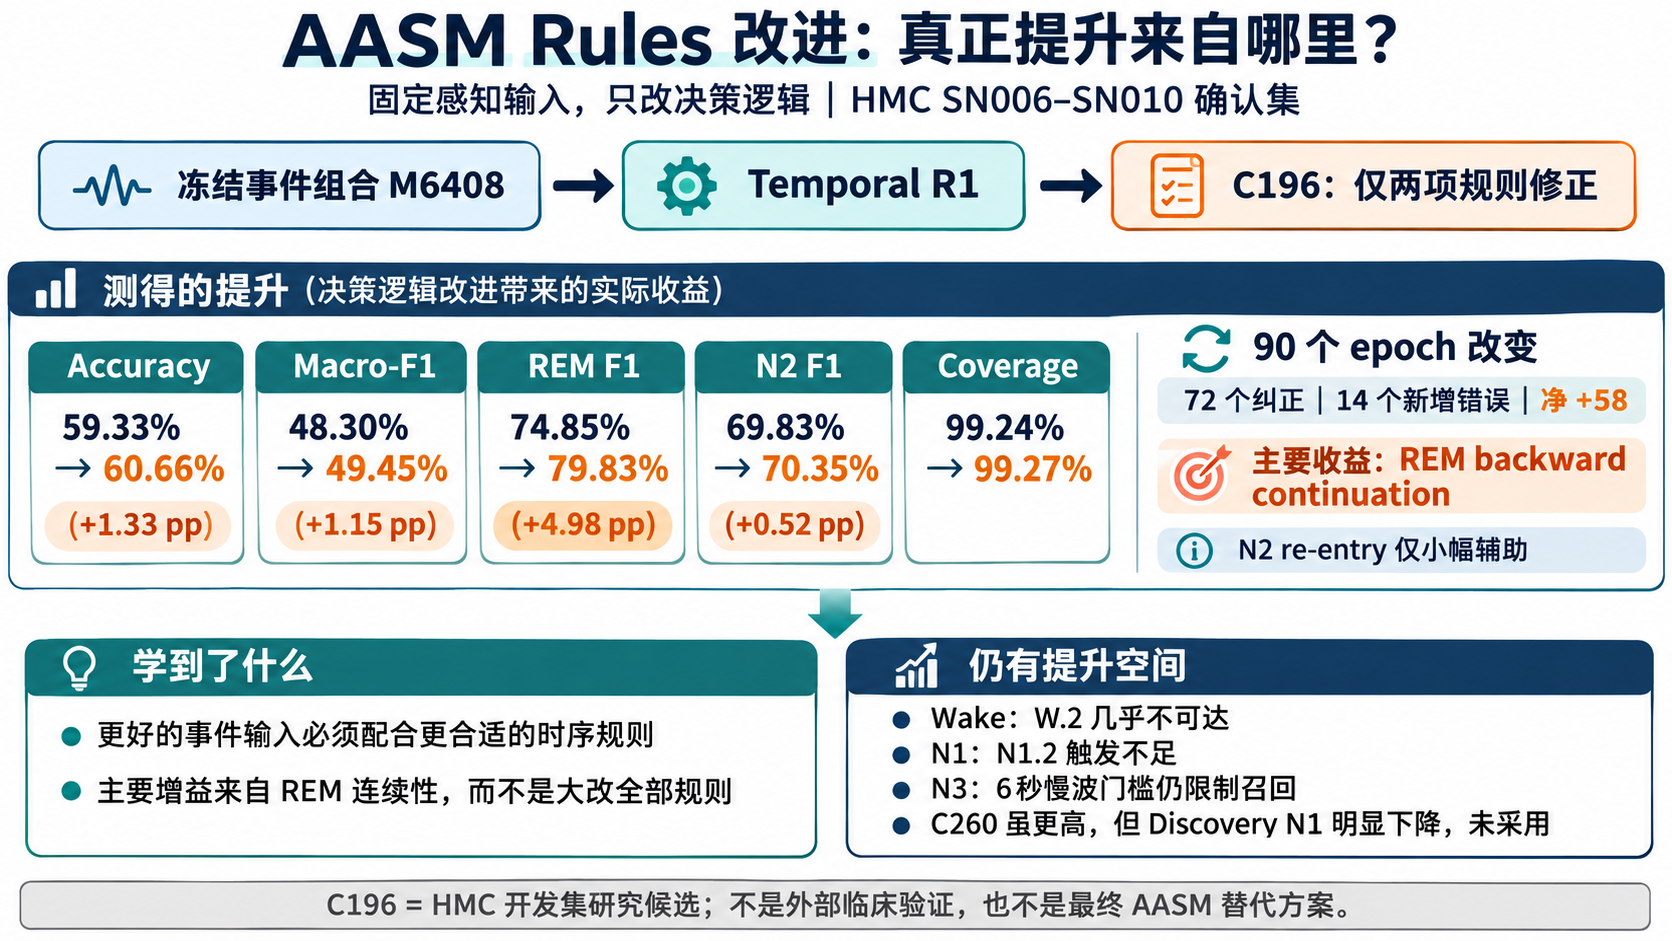 AASM Rules 改进：真正提升来自哪里？
固定感知输入，只改决策逻辑｜HMC SN006–SN010 确认集
冻结事件组合 M6408
Temporal R1
C196：仅两项规则修正
测得的提升（决策逻辑改进带来的实际收益）
Accuracy
59.33%
→ 60.66%
(+1.33 pp)
Macro-F1
48.30%
→ 49.45%
(+1.15 pp)
REM F1
74.85%
→ 79.83%
(+4.98 pp)
N2 F1
69.83%
→ 70.35%
(+0.52 pp)
Coverage
99.24%
→ 99.27%
90 个 epoch 改变
72 个纠正｜14 个新增错误｜净 +58
主要收益：REM backward
continuation
N2 re-entry 仅小幅辅助
学到了什么
更好的事件输入必须配合更合适的时序规则
主要增益来自 REM 连续性，而不是大改全部规则
仍有提升空间
Wake：W.2 几乎不可达
N1：N1.2 触发不足
N3：6秒慢波门槛仍限制召回
C260 虽更高，但 Discovery N1 明显下降，未采用
C196 = HMC 开发集研究候选；不是外部临床验证，也不是最终 AASM 替代方案。